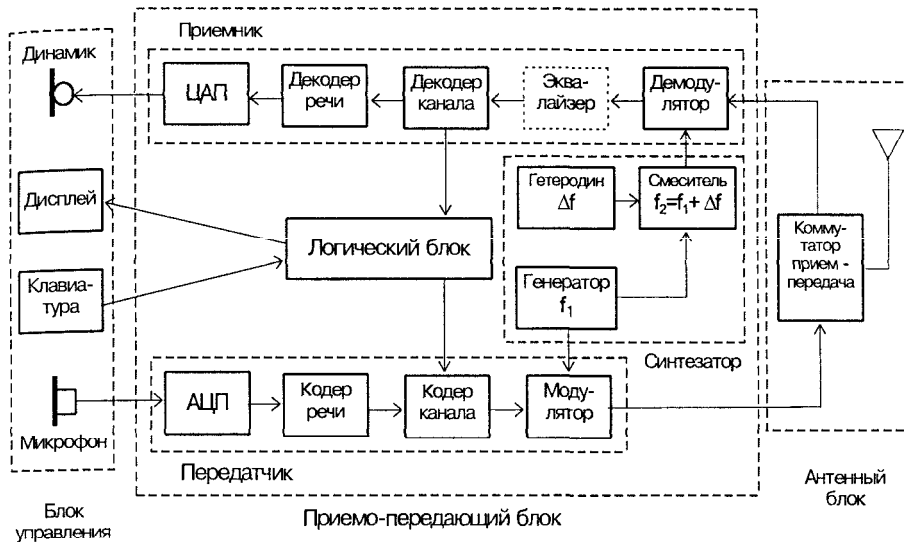 Приемник
Динамик
ЦАП
Декодер
речи
Декодер
канала
Эква-
лайзер
Демоду-
лятор
Дисплей
Клавиа-
тура
Логический блок
Гетеродин
Δf
Смеситель
f₂=f₁+ Δf
Генератор
f₁
Синтезатор
Комму-
татор
прием -
передача
АЦП
Кодер
речи
Кодер
канала
Моду-
лятор
Микрофон
Передатчик
Блок
управления
Приемо-передающий блок
Антенный
блок